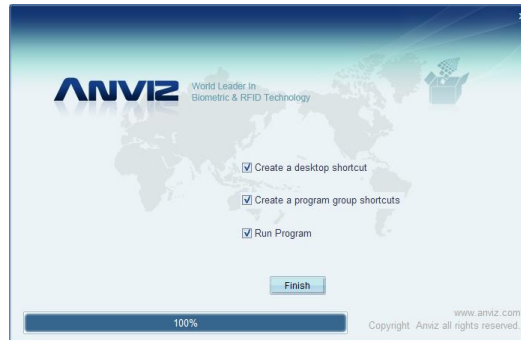 ANVIZ
World Leader In
Biometric & RFID Technology
Create a desktop shortcut
Create a program group shortcuts
Run Program
Finish
100%
www.anviz.com
Copyright Anviz all rights reserved.